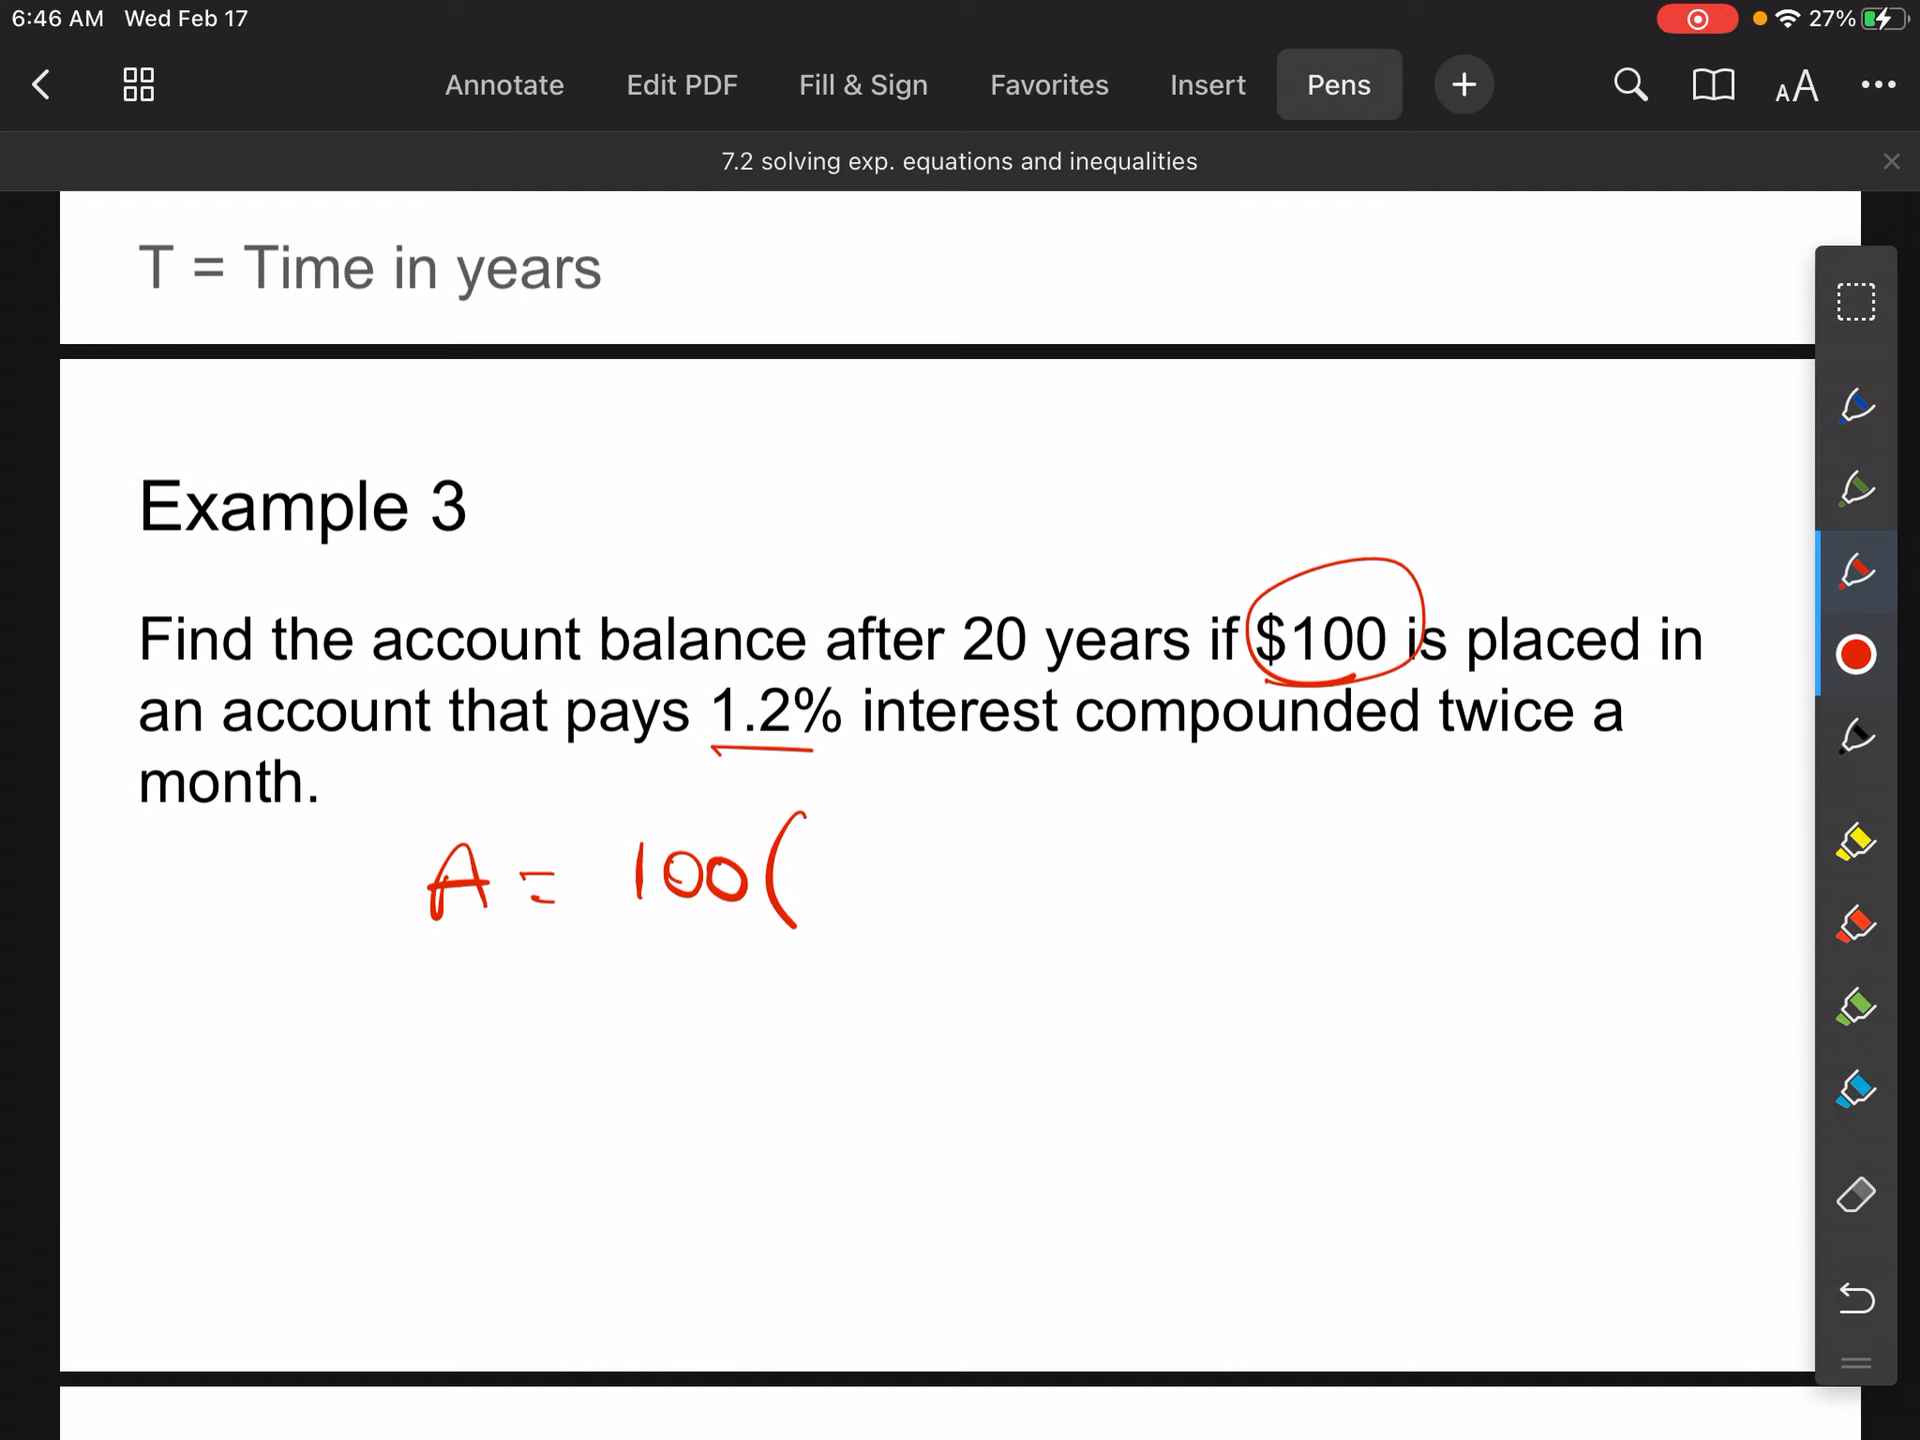 6:46 AM Wed Feb 17 27%
Annotate Edit PDF Fill & Sign Favorites Insert Pens
AA
7.2 solving exp. equations and inequalities
T = Time in years
Example 3
Find the account balance after 20 years if $100 is placed in
an account that pays 1.2% interest compounded twice a
month.
A = 100(